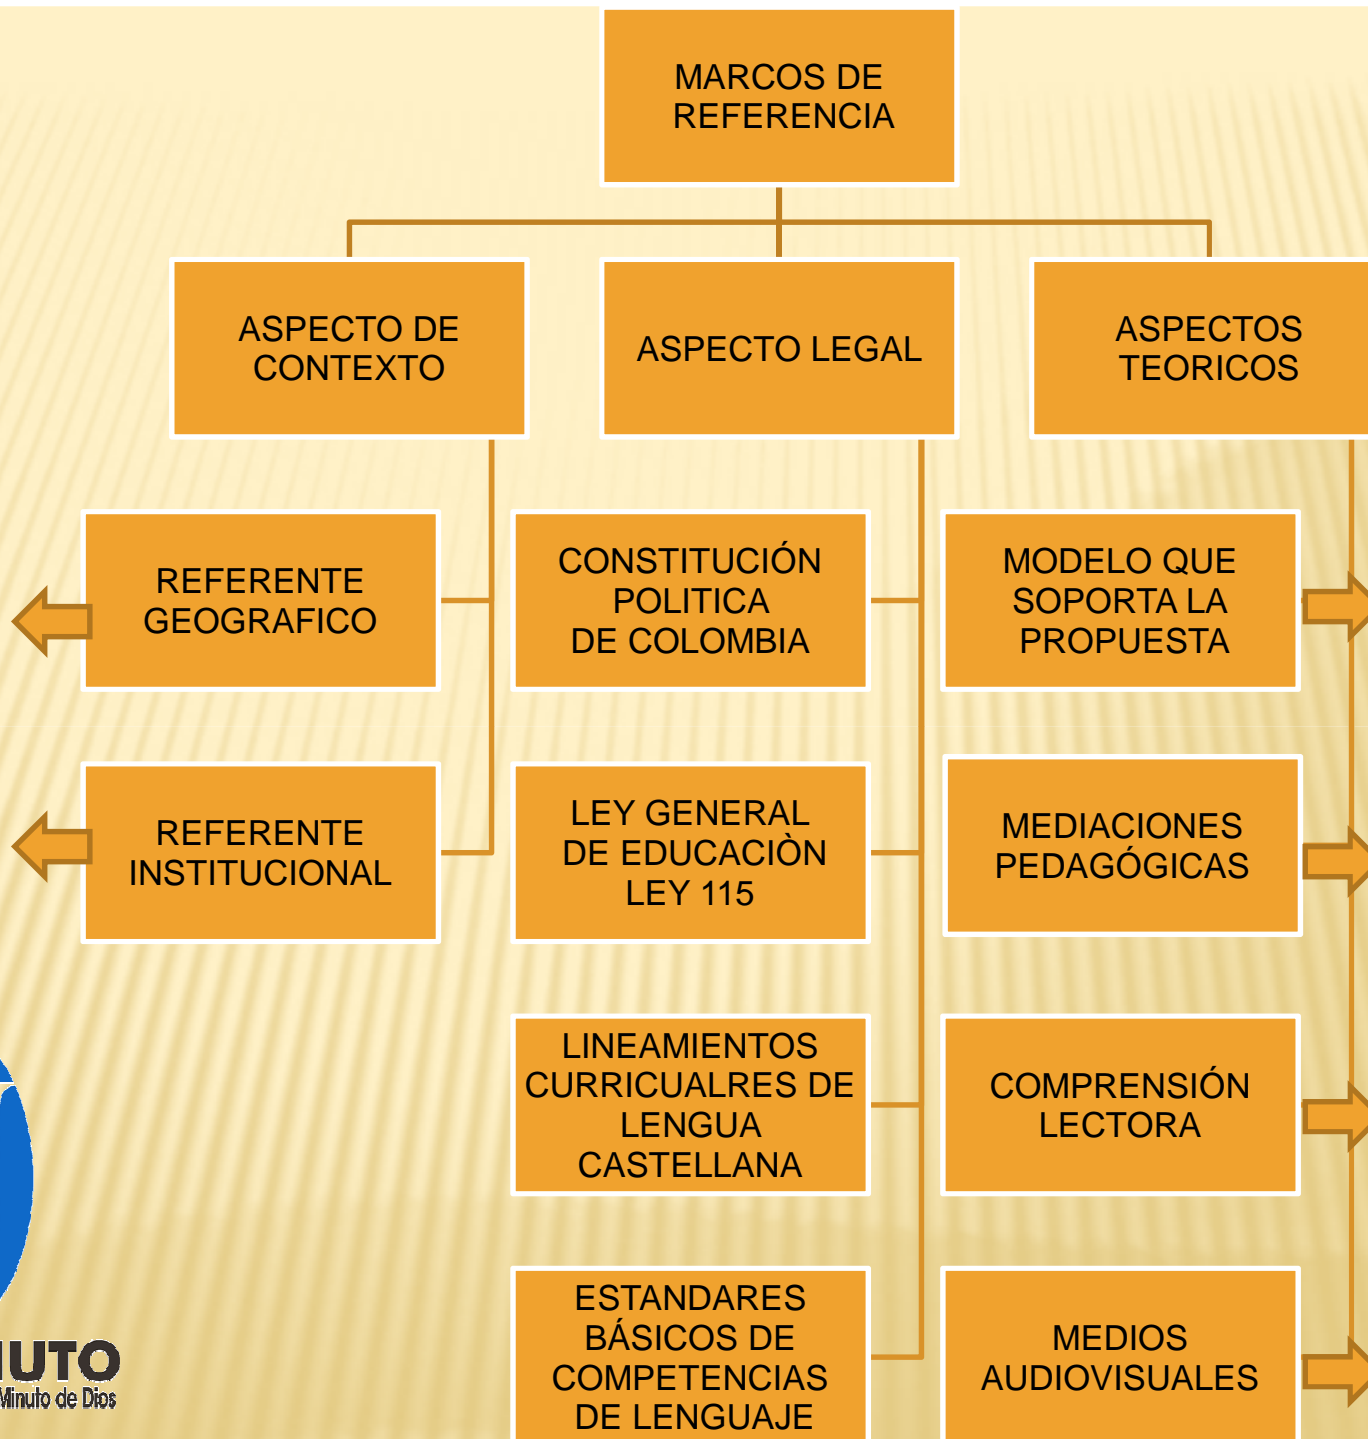 MARCOS DE
REFERENCIA
ASPECTO DE
CONTEXTO
ASPECTO LEGAL
ASPECTOS
TEORICOS
REFERENTE
GEOGRAFICO
REFERENTE
INSTITUCIONAL
CONSTITUCIÓN
POLITICA
DE COLOMBIA
LEY GENERAL
DE EDUCACIÒN
LEY 115
LINEAMIENTOS
CURRICUALRES DE
LENGUA
CASTELLANA
ESTANDARES
BÁSICOS DE
COMPETENCIAS
DE LENGUAJE
MODELO QUE
SOPORTA LA
PROPUESTA
MEDIACIONES
PEDAGÓGICAS
COMPRENSIÓN
LECTORA
MEDIOS
AUDIOVISUALES
Minuto de Dios